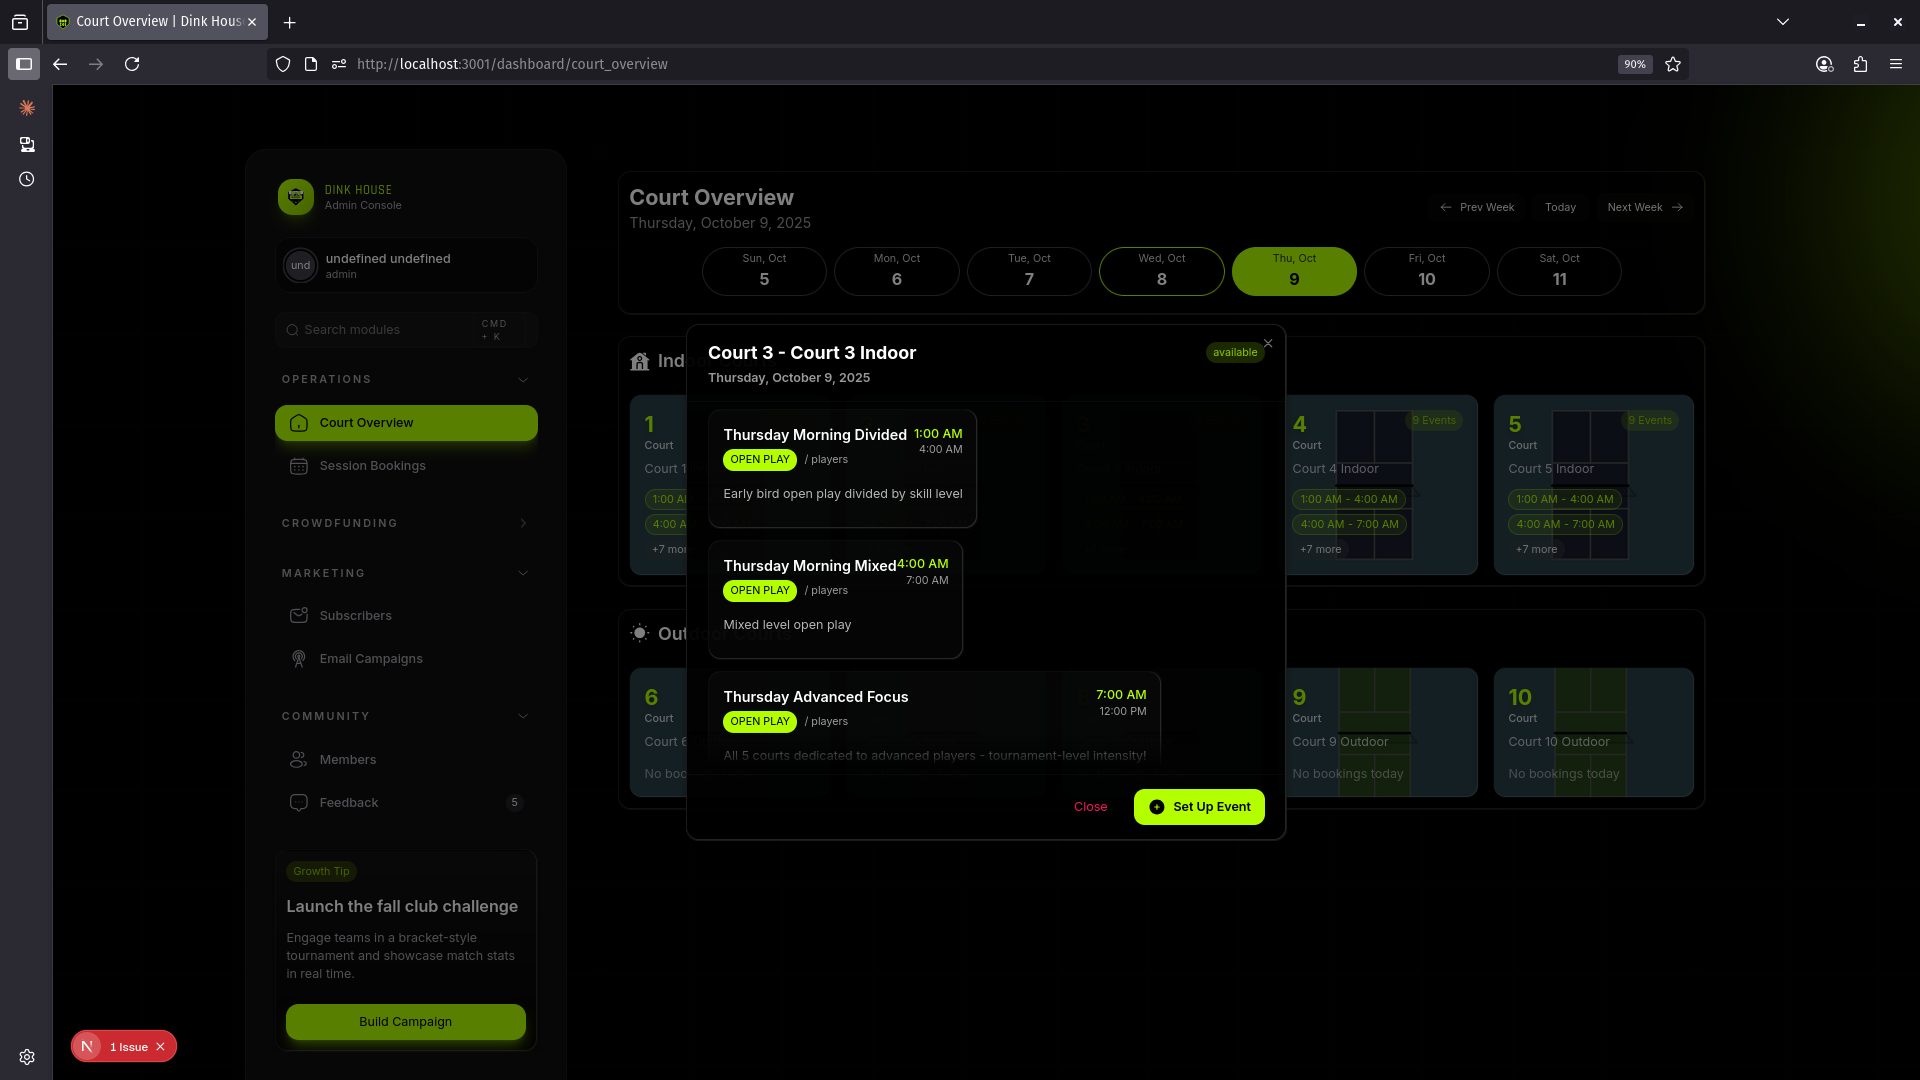 Court Overview | Dink Hous
http://localhost:3001/dashboard/court_overview
90%
DINK HOUSE
Admin Console
und
undefined undefined
admin
Search modules
CMD + K
OPERATIONS
Court Overview
Session Bookings
CROWDFUNDING
MARKETING
Subscribers
Email Campaigns
COMMUNITY
Members
Feedback
5
Growth Tip
Launch the fall club challenge
Engage teams in a bracket-style
tournament and showcase match stats
in real time.
Build Campaign
N
1 Issue
Court Overview
Thursday, October 9, 2025
Prev Week
Today
Next Week
Sun, Oct
5
Mon, Oct
6
Tue, Oct
7
Wed, Oct
8
Thu, Oct
9
Fri, Oct
10
Sat, Oct
11
Court 3 - Court 3 Indoor
available
Thursday, October 9, 2025
Thursday Morning Divided
1:00 AM
4:00 AM
OPEN PLAY
/ players
Early bird open play divided by skill level
Thursday Morning Mixed
4:00 AM
7:00 AM
OPEN PLAY
/ players
Mixed level open play
Thursday Advanced Focus
7:00 AM
12:00 PM
OPEN PLAY
/ players
All 5 courts dedicated to advanced players - tournament-level intensity!
Close
Set Up Event
Ind
1
Court
Court 1
1:00 A
4:00 A
+7 mor
4
9 Events
Court
Court 4 Indoor
1:00 AM - 4:00 AM
4:00 AM - 7:00 AM
+7 more
5
9 Events
Court
Court 5 Indoor
1:00 AM - 4:00 AM
4:00 AM - 7:00 AM
+7 more
Outdoor Courts
6
Court
Court 6
No boo
9
Court
Court 9 Outdoor
No bookings today
10
Court
Court 10 Outdoor
No bookings today